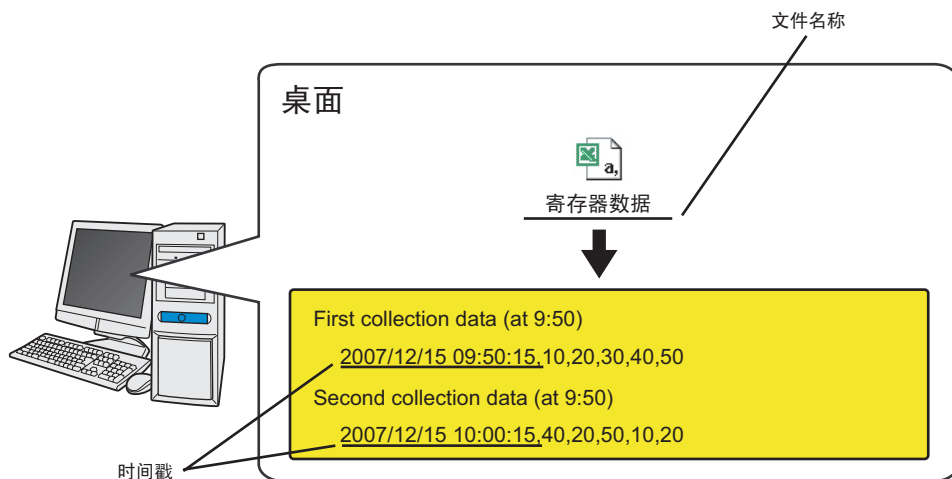 文件名称
桌面
a,
寄存器数据
First collection data (at 9:50)
2007/12/15 09:50:15,10,20,30,40,50
Second collection data (at 9:50)
2007/12/15 10:00:15,40,20,50,10,20
时间戳